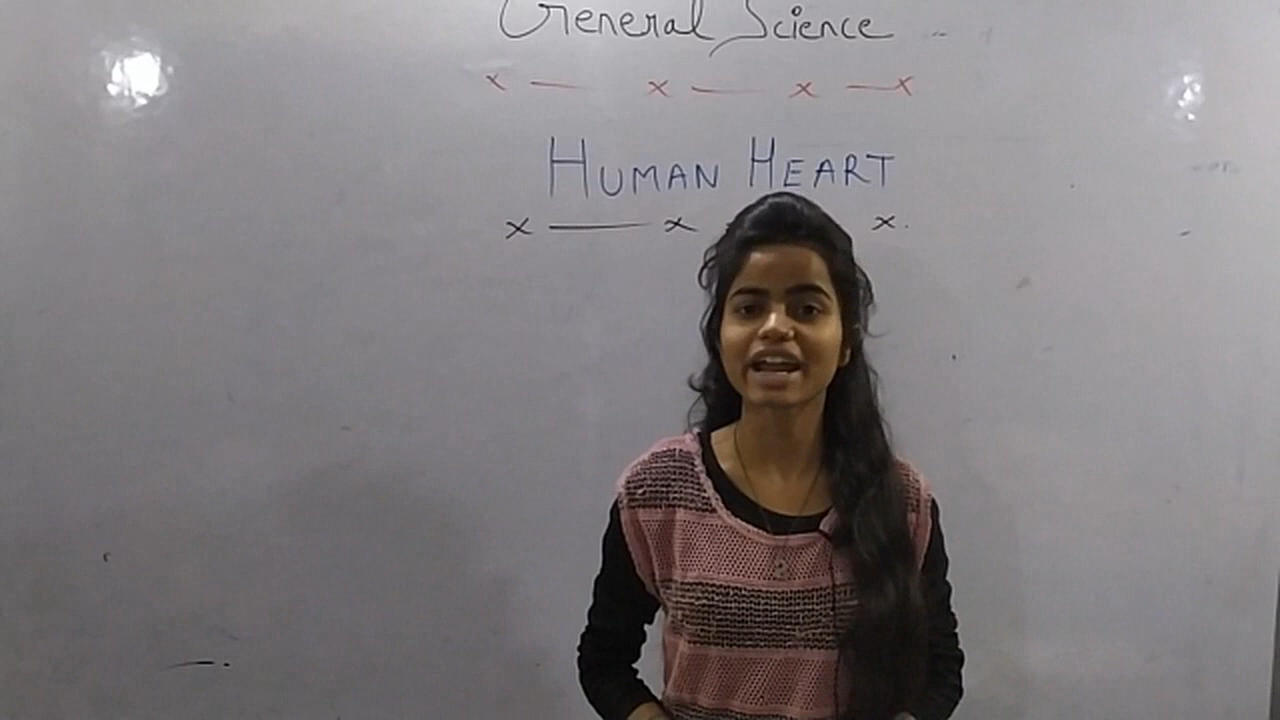 General Science
x — x — x — x
HUMAN HEART
x — x x.